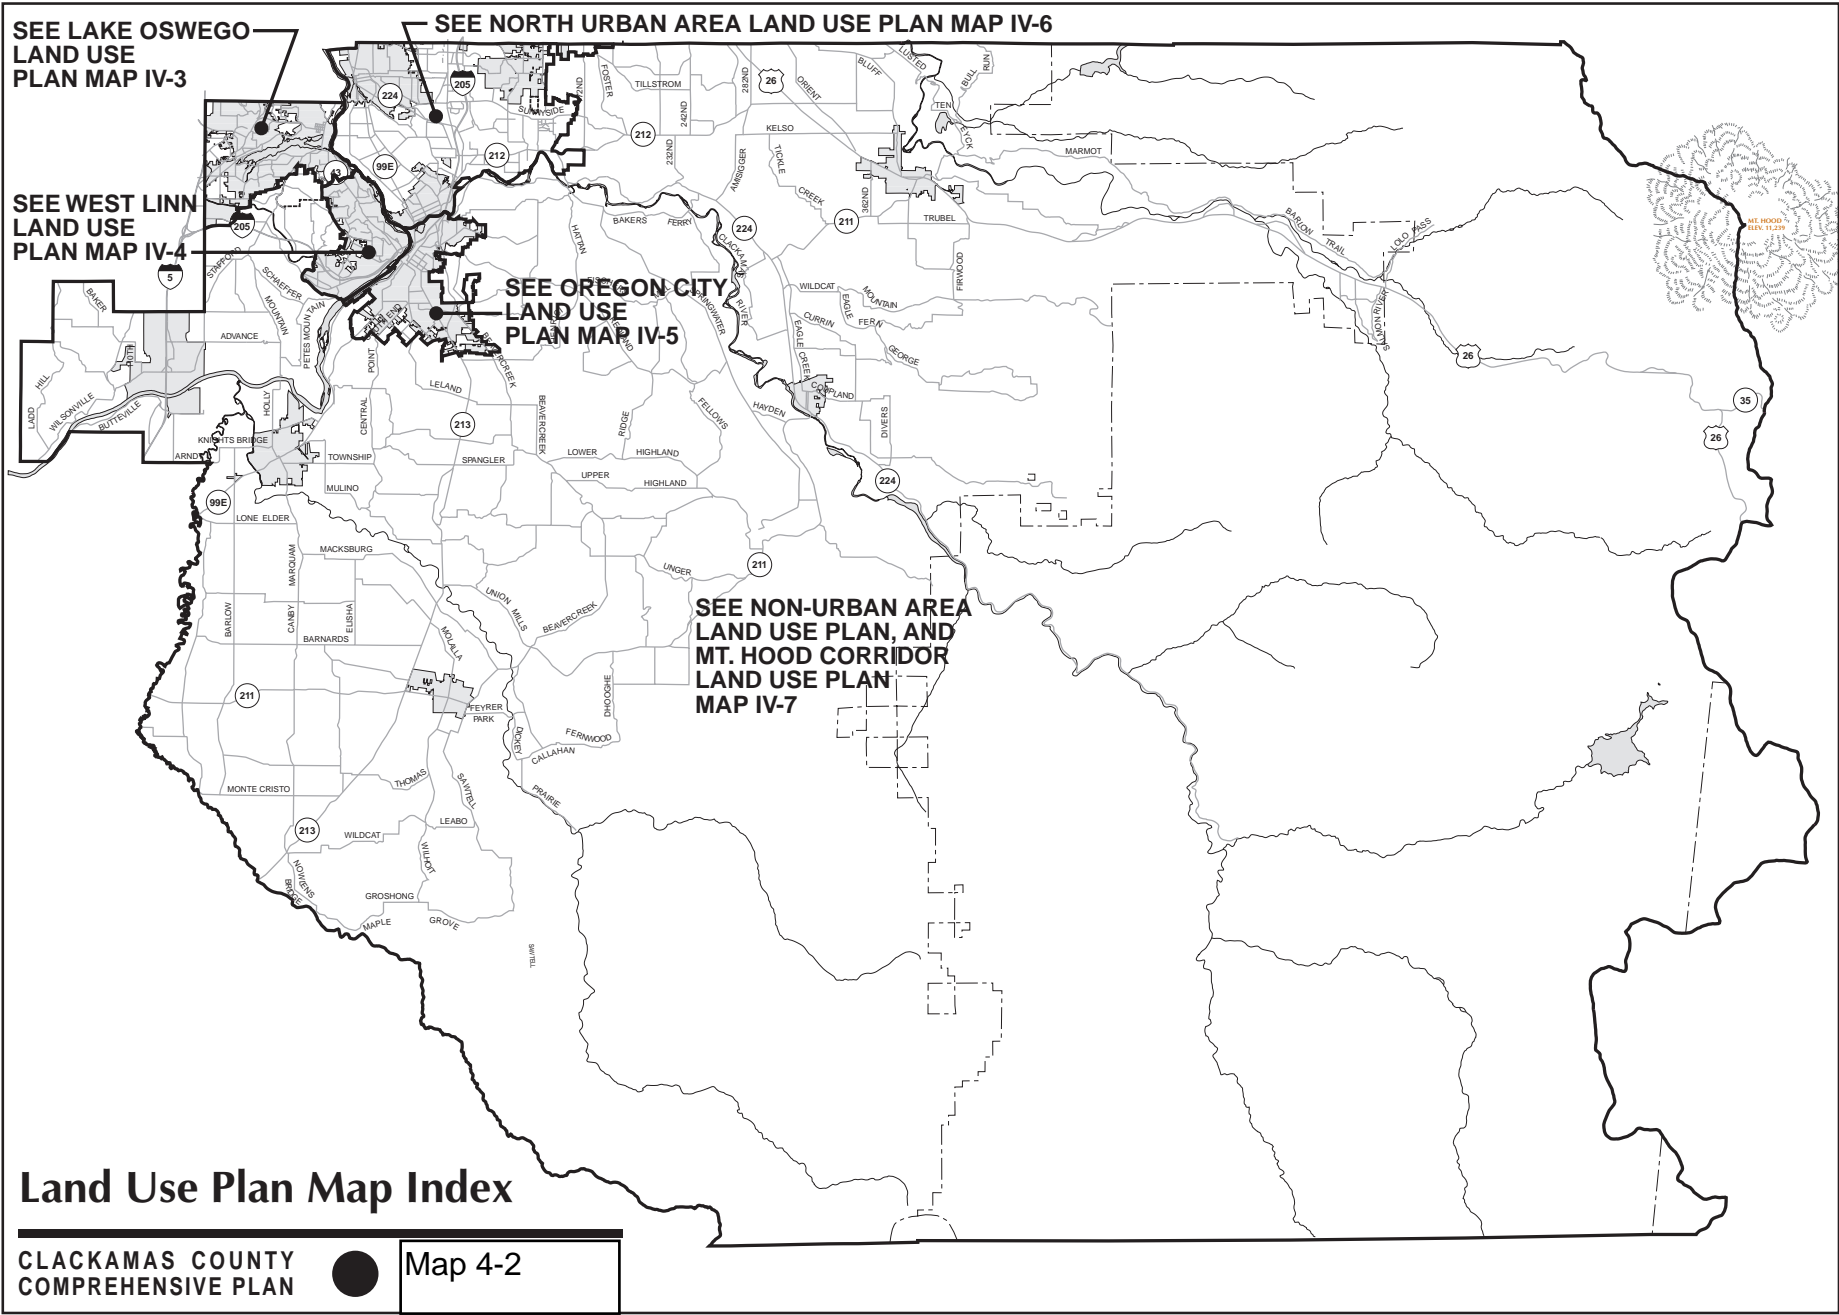 SEE LAKE OSWEGO
LAND USE
PLAN MAP IV-3
SEE NORTH URBAN AREA LAND USE PLAN MAP IV-6
SEE WEST LINN
LAND USE
PLAN MAP IV-4
SEE OREGON CITY
LAND USE
PLAN MAP IV-5
SEE NON-URBAN AREA
LAND USE PLAN, AND
MT. HOOD CORRIDOR
LAND USE PLAN
MAP IV-7
MT. HOOD
ELEV. 11,239
224
205
212
99E
212
26
205
5
43
224
211
213
99E
211
224
211
213
26
35
26
FOSTER
TILLSTROM
SUNNYSIDE
242ND
282ND
232ND
ORIENT
BLUFF
LUSTED
BULL
RUN
TEN
EYCK
KELSO
AMISIGER
TICKLE
CREEK
362ND
MARMOT
TRUBEL
FIRWOOD
BARLON
TRAIL
LOLO PASS
SALMON RIVER
BAKERS
FERRY
HATTAN
CLACKAMAS
RIVER
SPRINGWATER
WILDCAT
MOUNTAIN
EAGLE
FERN
CURRIN
GEORGE
EAGLE
CREEK
COUPLAND
DIVERS
HAYDEN
FELLOWS
RIDGE
STAFFORD
SCHAEFFER
MOUNTAIN
PETES MOUNTAIN
ADVANCE
BAKER
HILL
LADD
WILSONVILLE
BUTTEVILLE
110TH
ARNDT
KNIGHTS BRIDGE
HOLLY
POINT
CENTRAL
LELAND
BEAVERCREEK
BEAVERCREEK
TOWNSHIP
SPANGLER
LOWER
HIGHLAND
UPPER
HIGHLAND
MULINO
LONE ELDER
MACKSBURG
MARQUAM
CANBY
BARLOW
ELISHA
BARNARDS
UNGER
UNION
MILLS
BEAVERCREEK
MOLALLA
FEYRER
PARK
DICKEY
PRAIRIE
CALLAHAN
FERNWOOD
DHOOGHE
MONTE CRISTO
THOMAS
SAWTELL
LEABO
WILDCAT
WILHOIT
NOWLENS
BRIDGE
GROSHONG
MAPLE
GROVE
SAWTELL
Land Use Plan Map Index
CLACKAMAS COUNTY
COMPREHENSIVE PLAN
Map 4-2